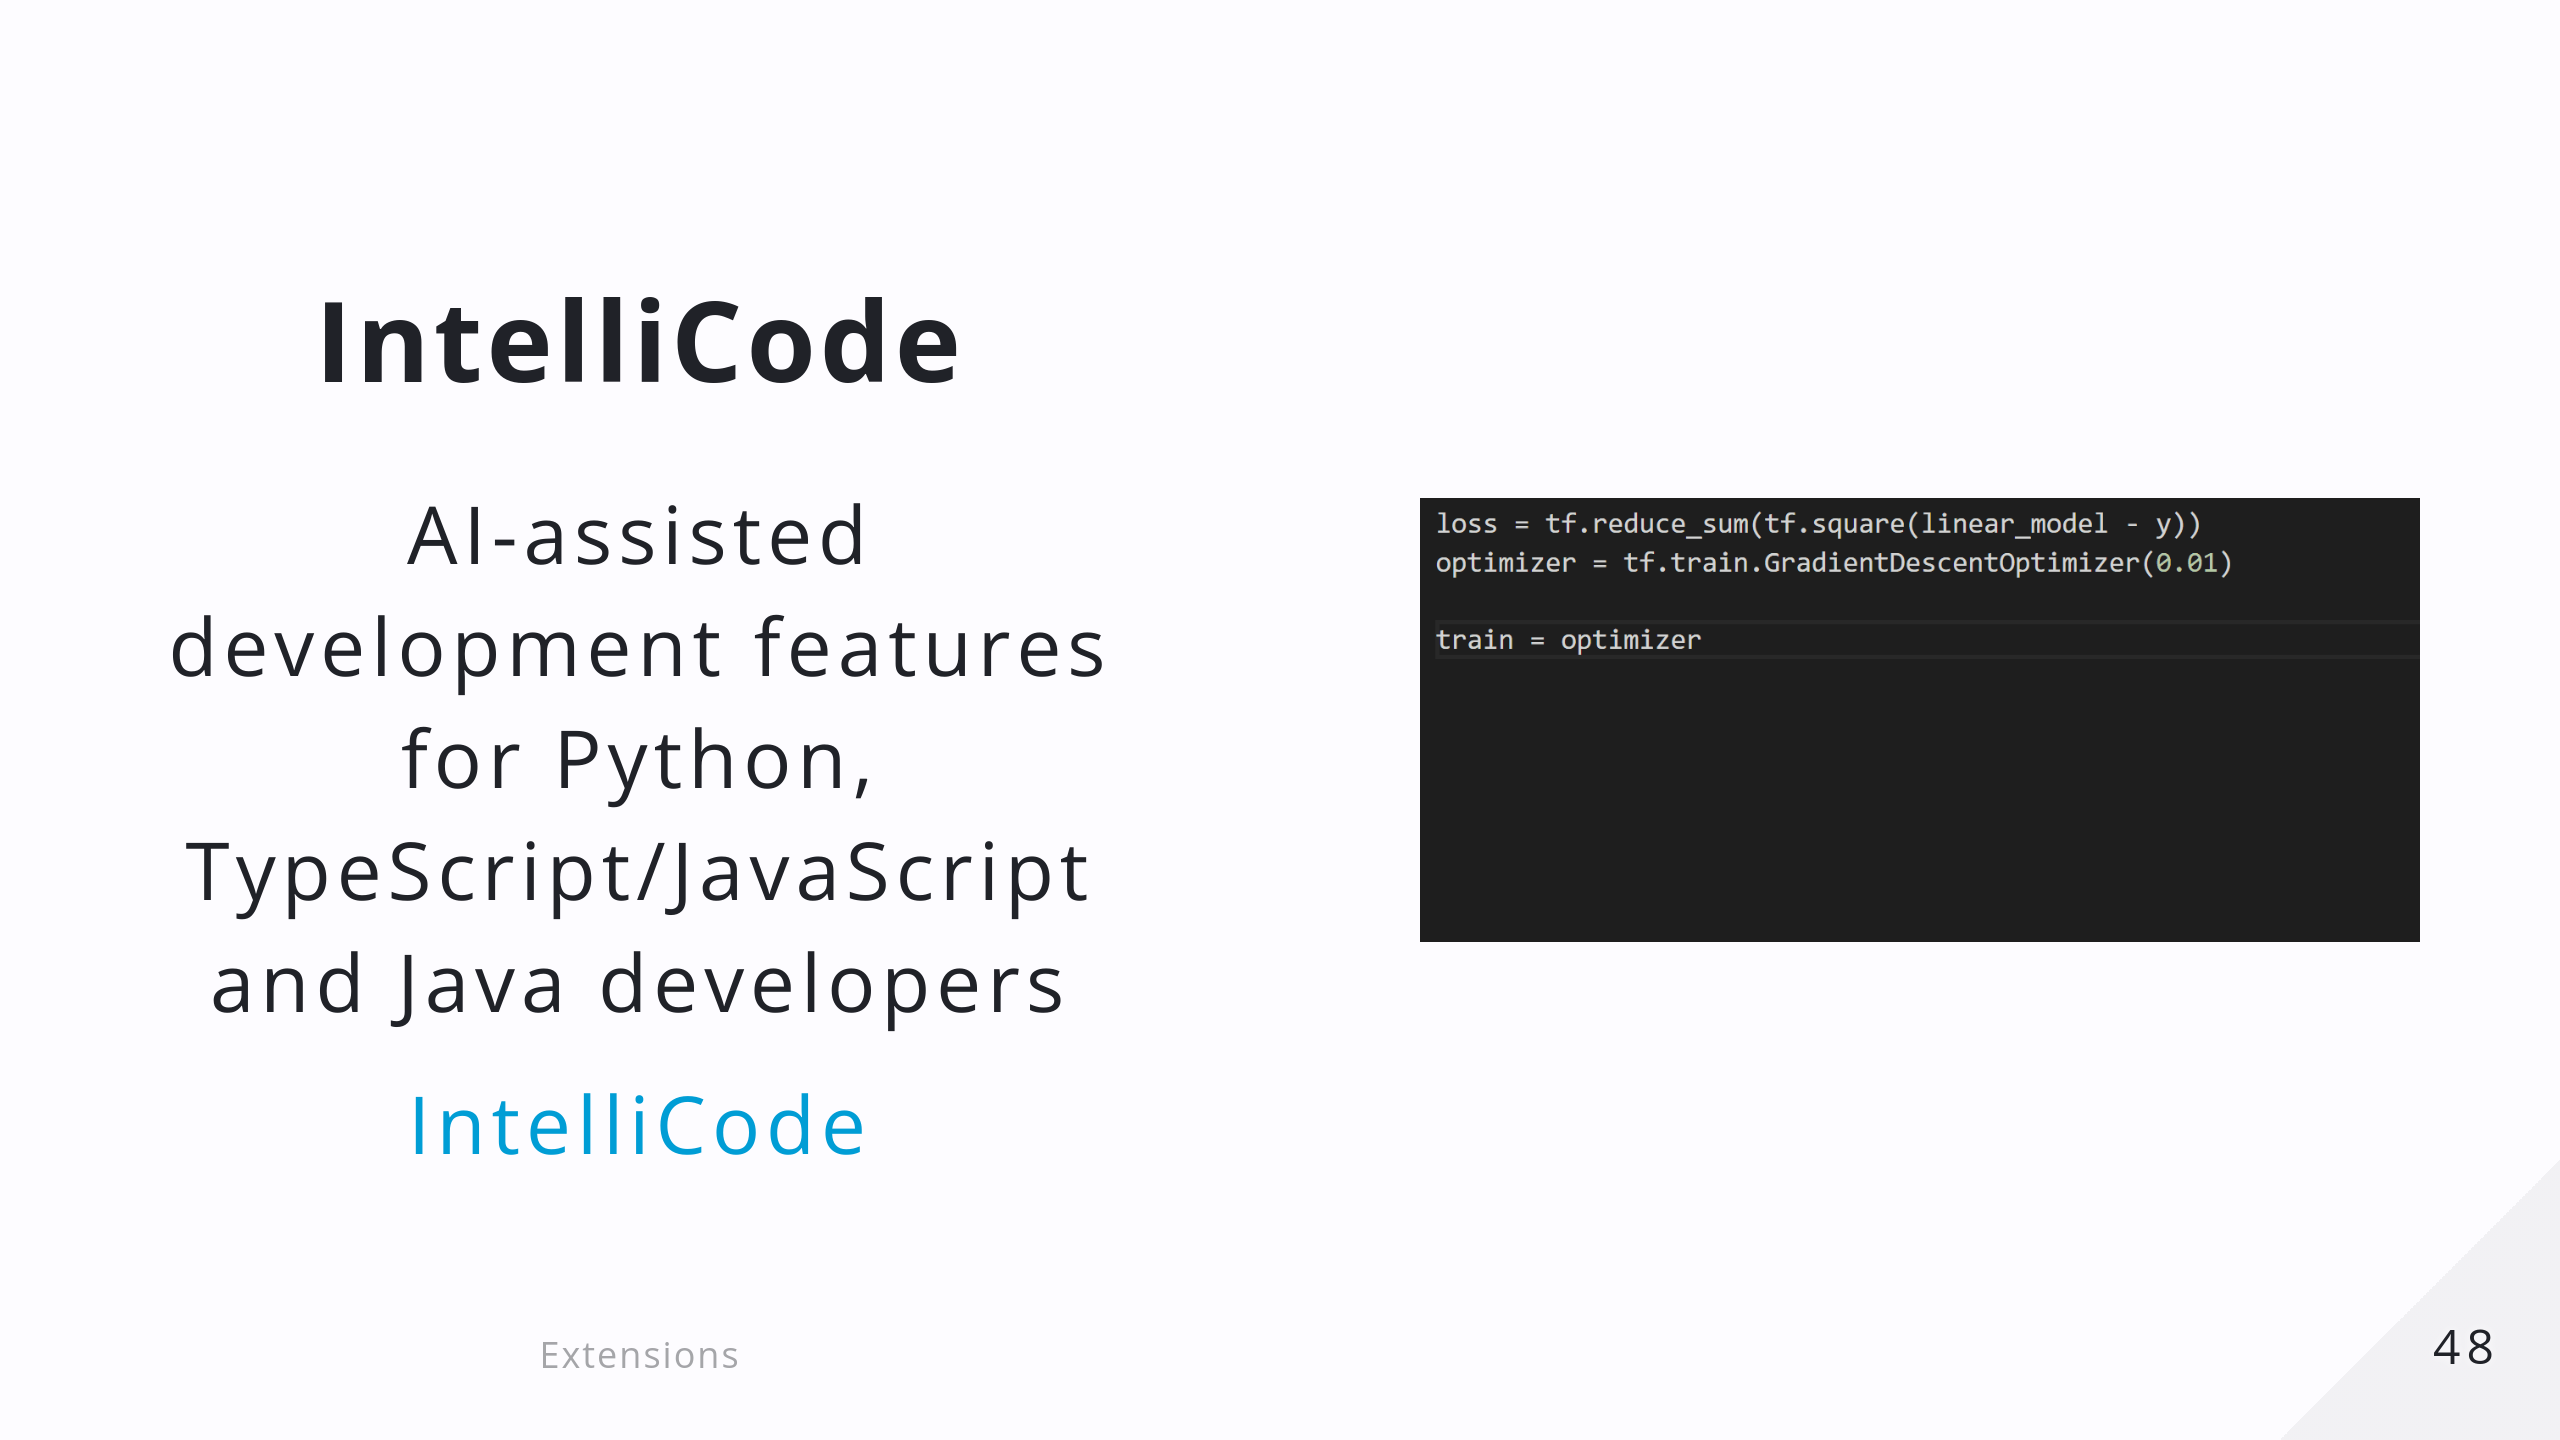 IntelliCode
AI-assisted
development features
for Python,
TypeScript/JavaScript
and Java developers
IntelliCode
loss = tf.reduce_sum(tf.square(linear_model - y))
optimizer = tf.train.GradientDescentOptimizer(0.01)
train = optimizer
Extensions
48